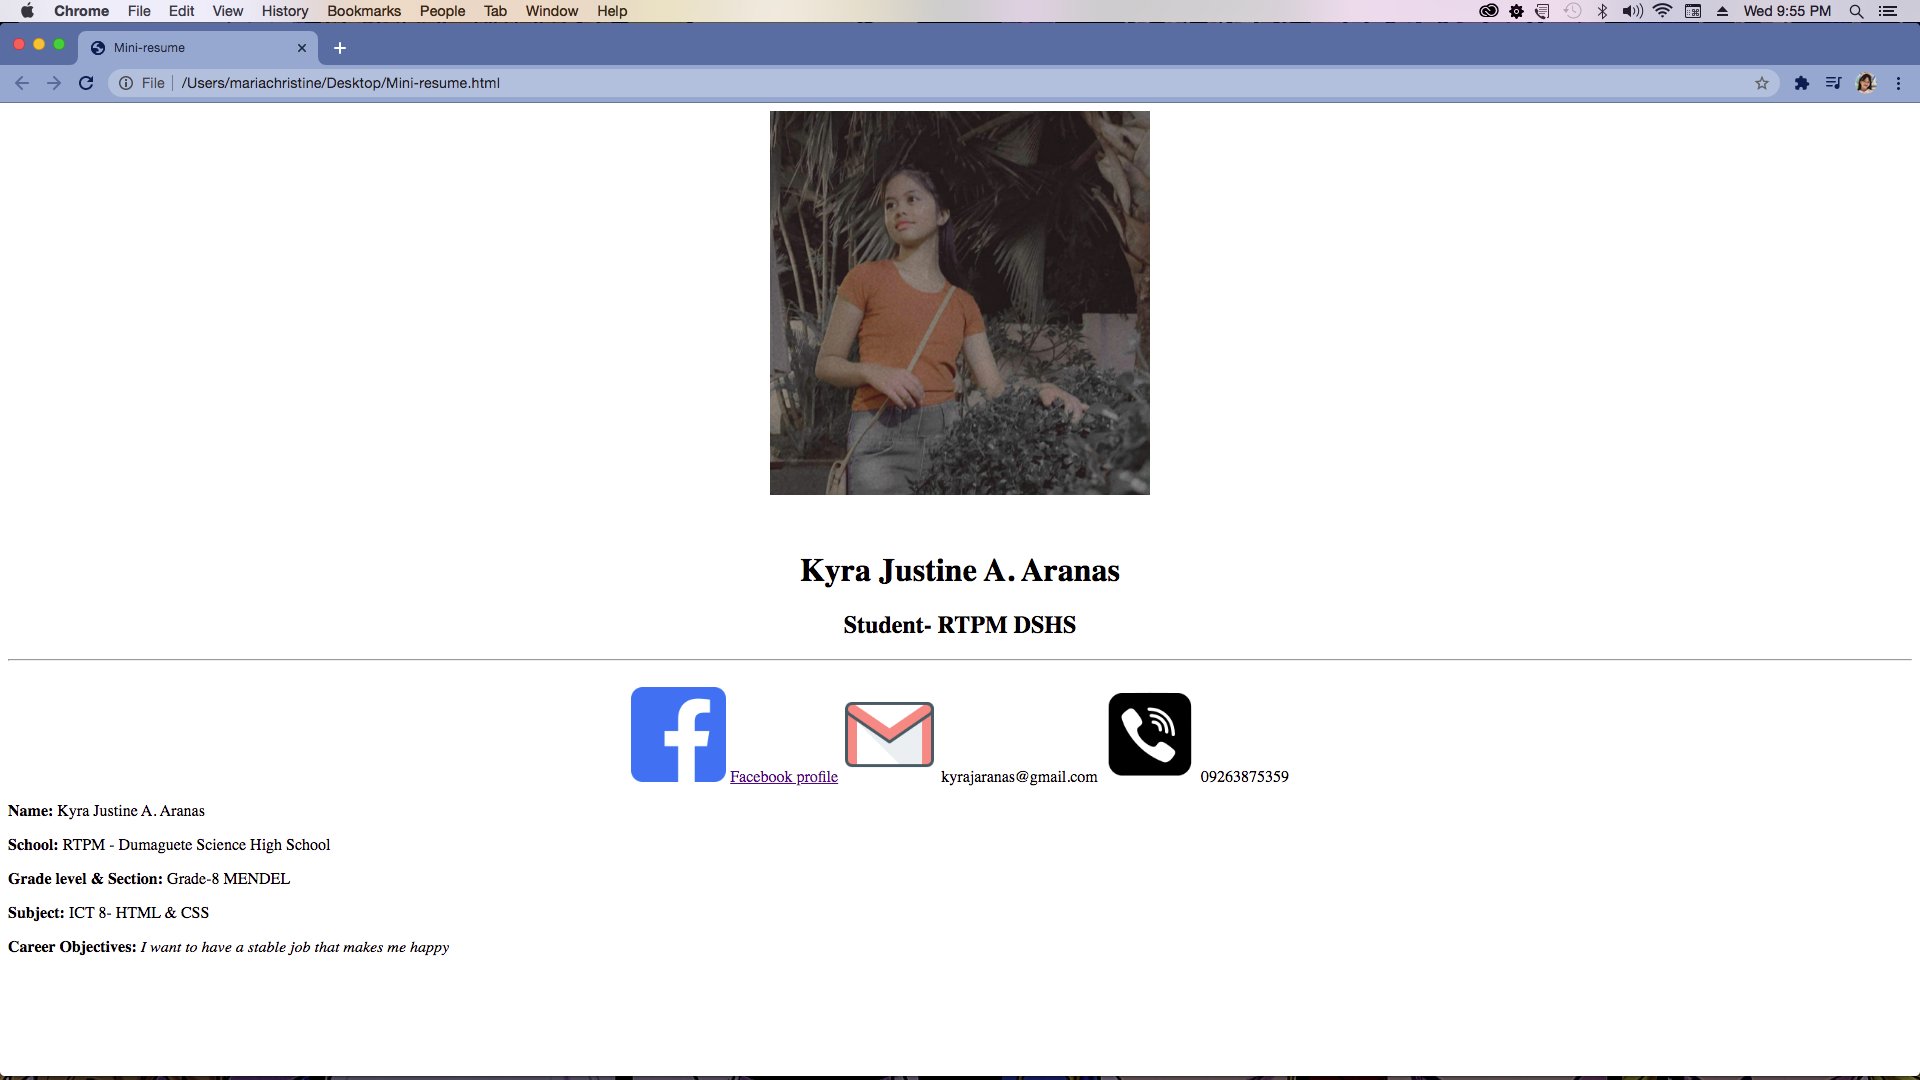 Chrome File Edit View History Bookmarks People Tab Window Help Wed 9:55 PM
Mini-resume
File /Users/mariachristine/Desktop/Mini-resume.html
Kyra Justine A. Aranas
Student- RTPM DSHS
Facebook profile kyrajaranas@gmail.com 09263875359
Name: Kyra Justine A. Aranas
School: RTPM - Dumaguete Science High School
Grade level & Section: Grade-8 MENDEL
Subject: ICT 8- HTML & CSS
Career Objectives: I want to have a stable job that makes me happy